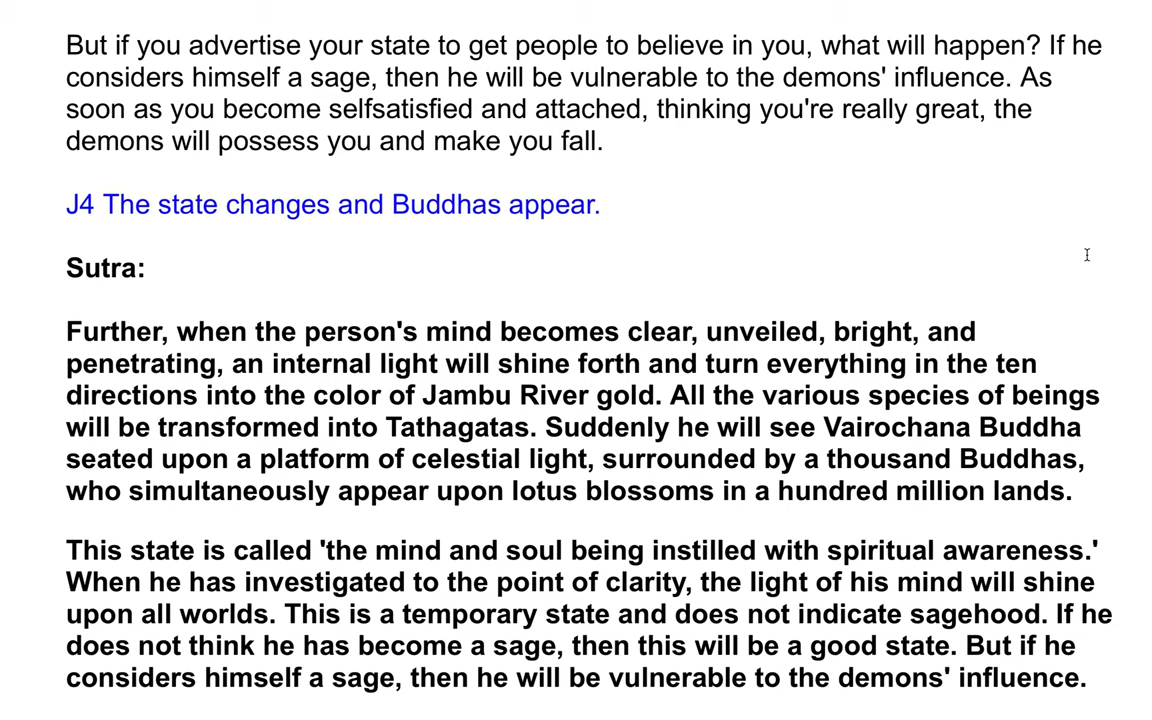 But if you advertise your state to get people to believe in you, what will happen? If he
considers himself a sage, then he will be vulnerable to the demons' influence. As
soon as you become selfsatisfied and attached, thinking you're really great, the
demons will possess you and make you fall.
J4 The state changes and Buddhas appear.
Sutra:
Further, when the person's mind becomes clear, unveiled, bright, and
penetrating, an internal light will shine forth and turn everything in the ten
directions into the color of Jambu River gold. All the various species of beings
will be transformed into Tathagatas. Suddenly he will see Vairochana Buddha
seated upon a platform of celestial light, surrounded by a thousand Buddhas,
who simultaneously appear upon lotus blossoms in a hundred million lands.
This state is called 'the mind and soul being instilled with spiritual awareness.'
When he has investigated to the point of clarity, the light of his mind will shine
upon all worlds. This is a temporary state and does not indicate sagehood. If he
does not think he has become a sage, then this will be a good state. But if he
considers himself a sage, then he will be vulnerable to the demons' influence.